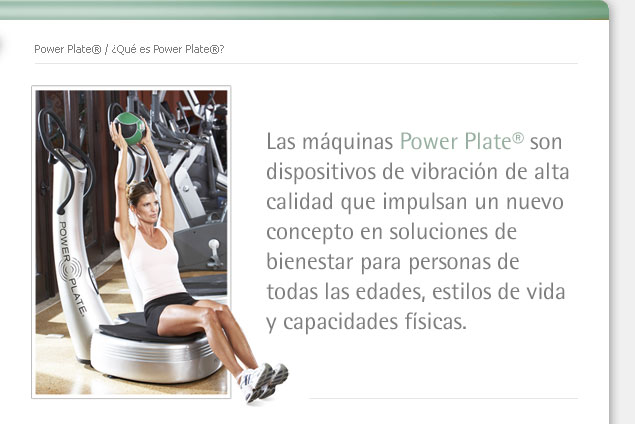 Power Plate® / ¿Qué es Power Plate®?
POWER PLATE
Las máquinas Power Plate® son
dispositivos de vibración de alta
calidad que impulsan un nuevo
concepto en soluciones de
bienestar para personas de
todas las edades, estilos de vida
y capacidades físicas.